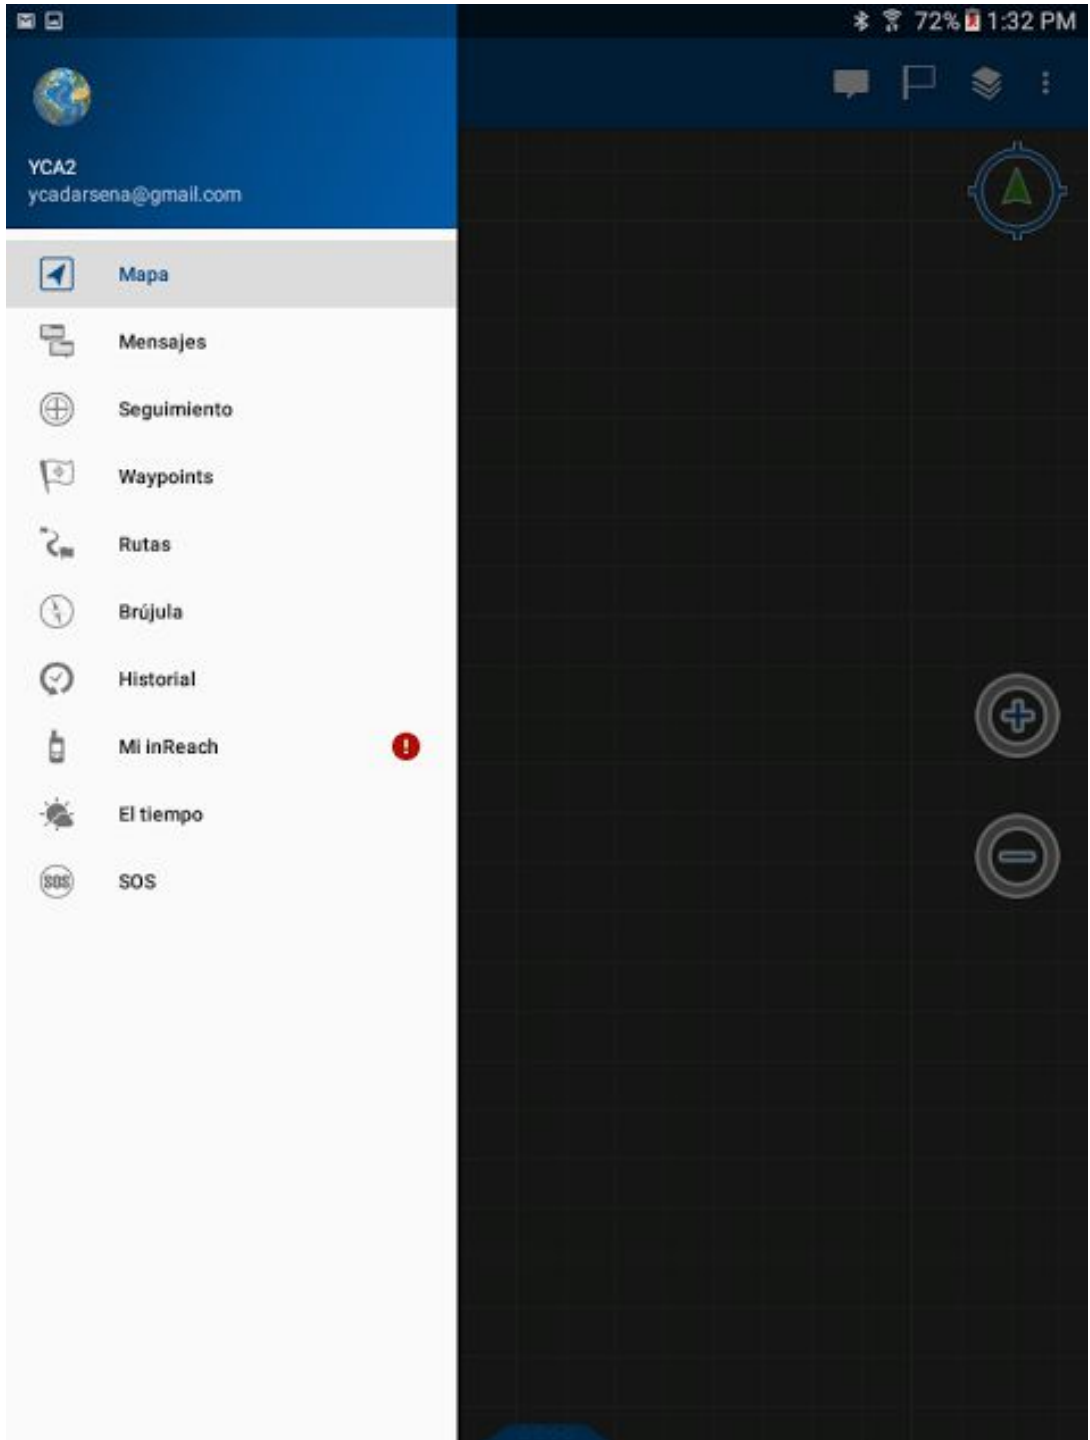 72% 1:32 PM
YCA2
ycadarsena@gmail.com
Mapa
Mensajes
Seguimiento
Waypoints
Rutas
Brújula
Historial
Mi inReach
!
El tiempo
SOS SOS